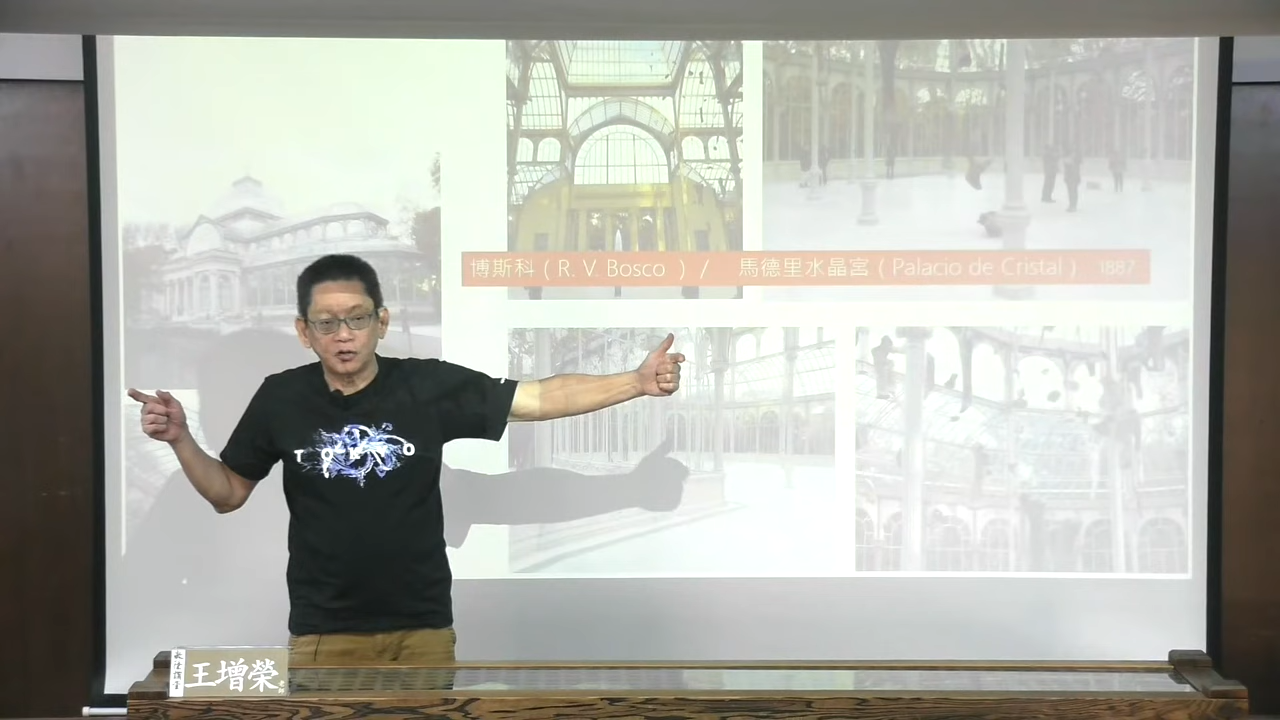 博斯科 ( R. V. Bosco ) / 馬德里水晶宮 ( Palacio de Cristal ) 1887
TOKYO
王增榮